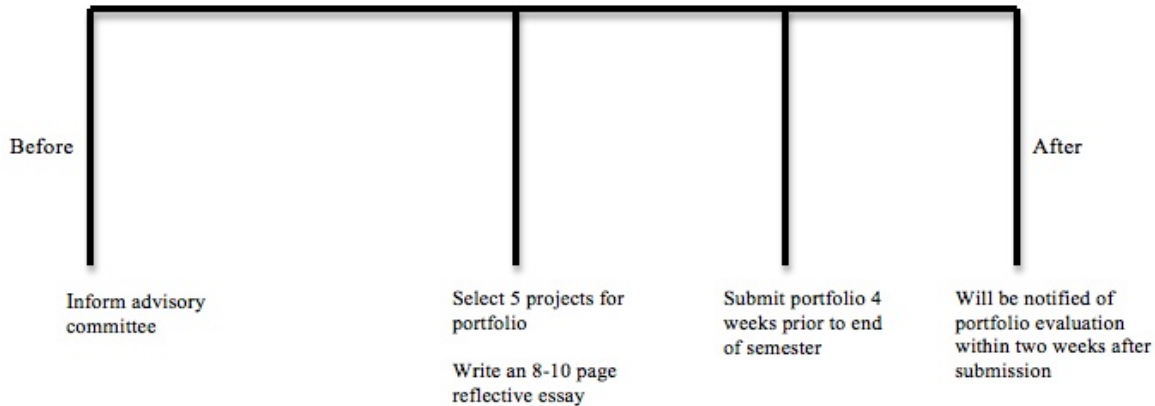 Before
After
Inform advisory
committee
Select 5 projects for
portfolio
Write an 8-10 page
reflective essay
Submit portfolio 4
weeks prior to end
of semester
Will be notified of
portfolio evaluation
within two weeks after
submission